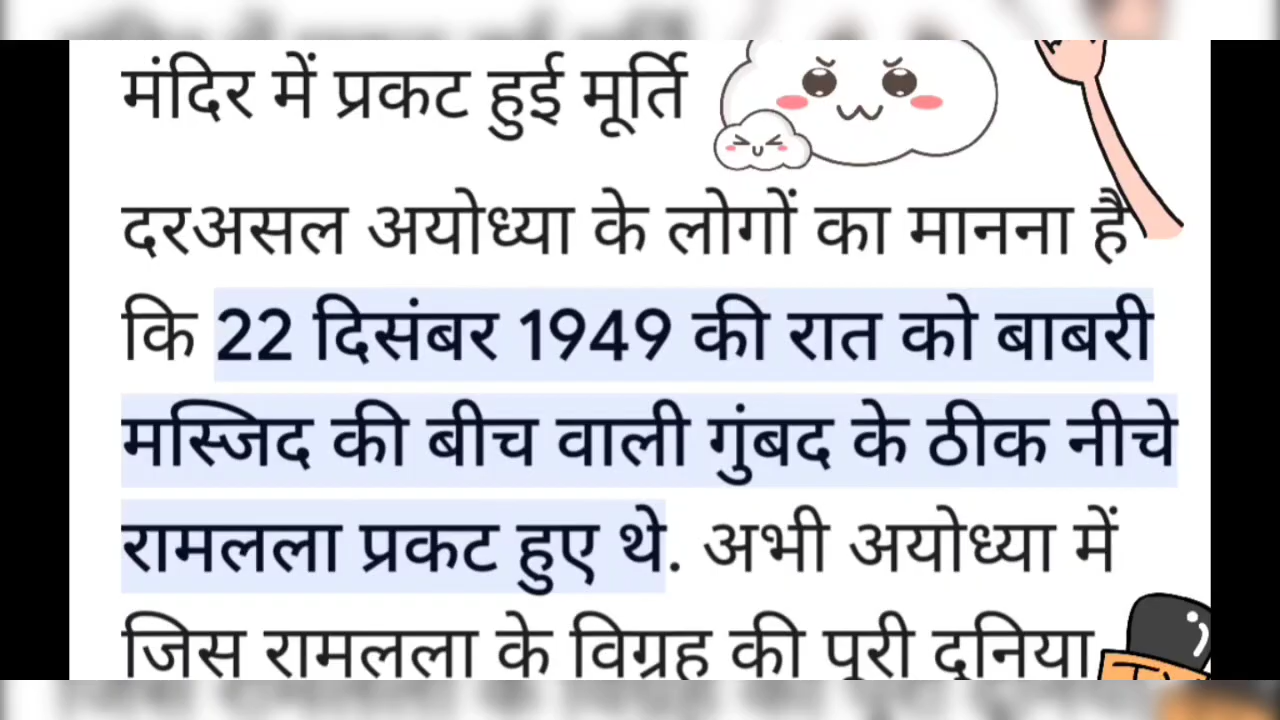 मंदिर में प्रकट हुई मूर्ति
दरअसल अयोध्या के लोगों का मानना है
कि 22 दिसंबर 1949 की रात को बाबरी
मस्जिद की बीच वाली गुंबद के ठीक नीचे
रामलला प्रकट हुए थे. अभी अयोध्या में
जिस रामलला के विग्रह की पूरी दुनिया